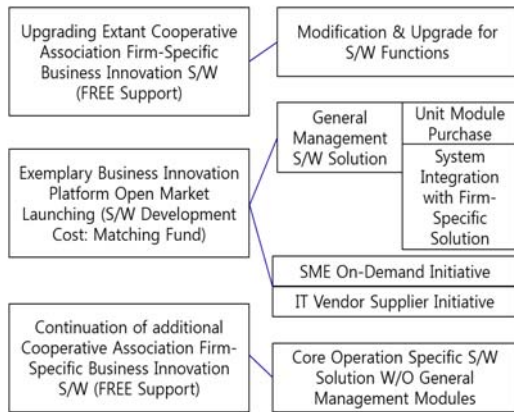 Upgrading Extant Cooperative
Association Firm-Specific
Business Innovation S/W
(FREE Support)
Modification & Upgrade for
S/W Functions
Exemplary Business Innovation
Platform Open Market
Launching (S/W Development
Cost: Matching Fund)
General
Management
S/W Solution
Unit Module
Purchase
System
Integration
with Firm-
Specific
Solution
SME On-Demand Initiative
IT Vendor Supplier Initiative
Continuation of additional
Cooperative Association Firm-
Specific Business Innovation
S/W (FREE Support)
Core Operation Specific S/W
Solution W/O General
Management Modules